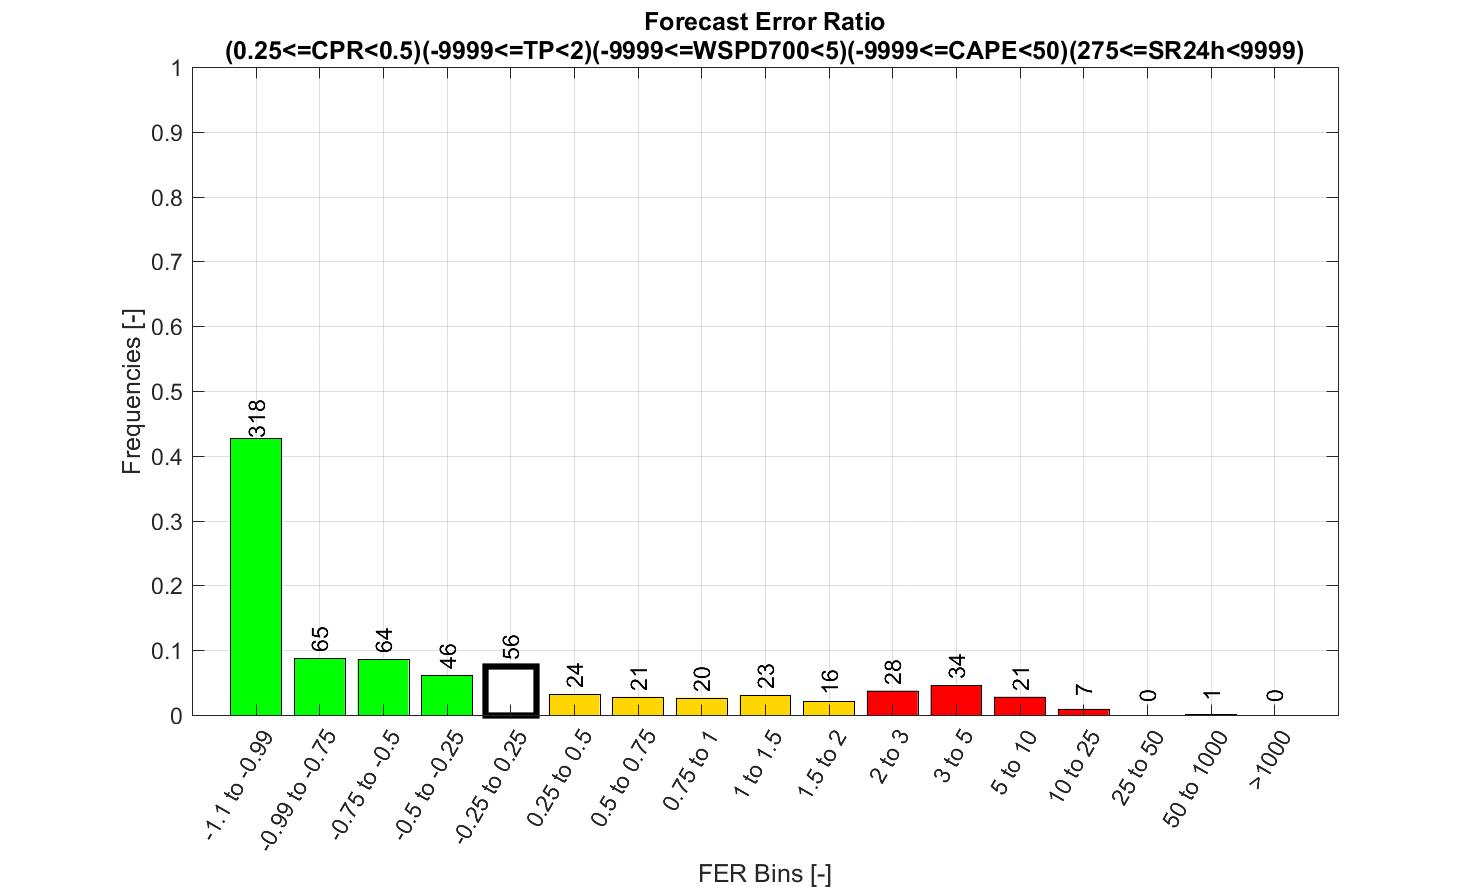 Forecast Error Ratio
(0.25<=CPR<0.5)(-9999<=TP<2)(-9999<=WSPD700<5)(-9999<=CAPE<50)(275<=SR24h<9999)
1
0.9
0.8
0.7
0.6
0.5
0.4
0.3
0.2
0.1
0
Frequencies [-]
318
65
64
46
56
24
21
20
23
16
28
34
21
7
0
1
0
-1.1 to -0.99
-0.99 to -0.75
-0.75 to -0.5
-0.5 to -0.25
-0.25 to 0.25
0.25 to 0.5
0.5 to 0.75
0.75 to 1
1 to 1.5
1.5 to 2
2 to 3
3 to 5
5 to 10
10 to 25
25 to 50
50 to 1000
>1000
FER Bins [-]